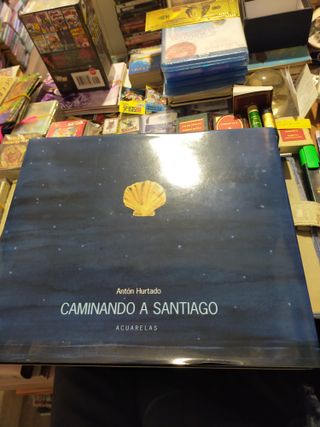 Antón Hurtado
CAMINANDO A SANTIAGO
ACUARELAS